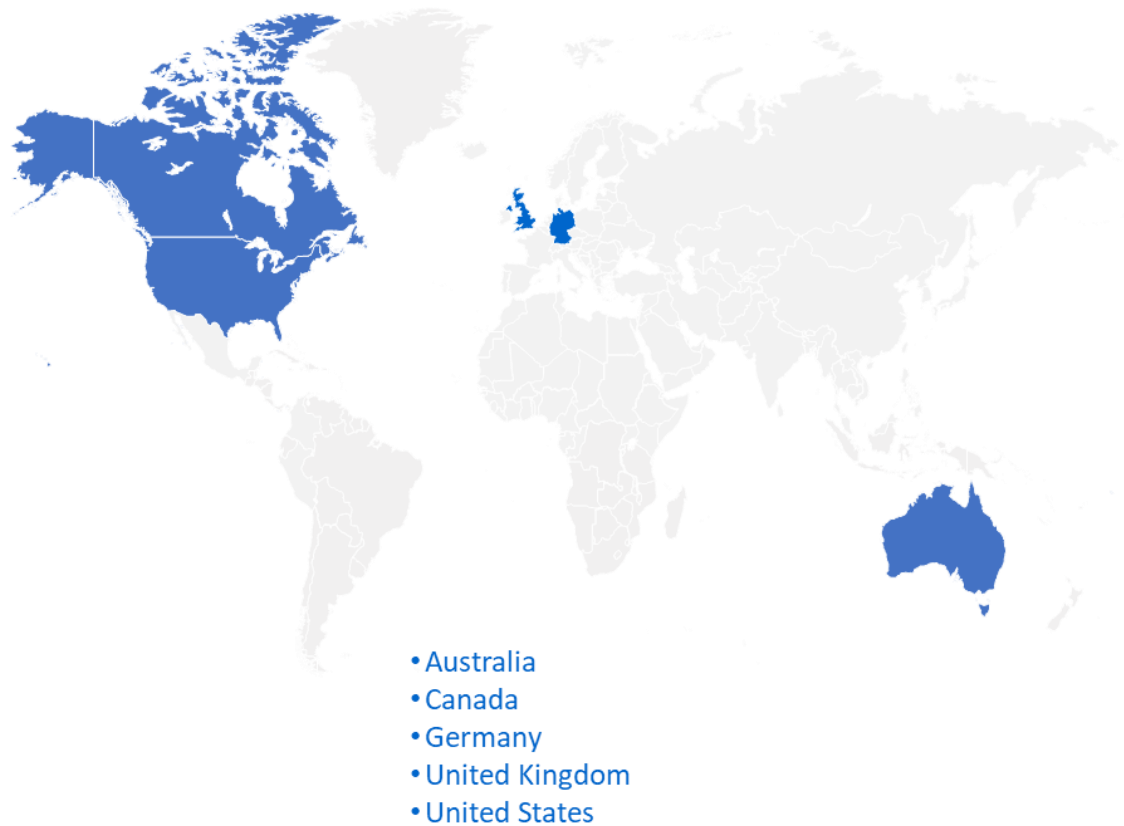 • Australia
• Canada
• Germany
• United Kingdom
• United States